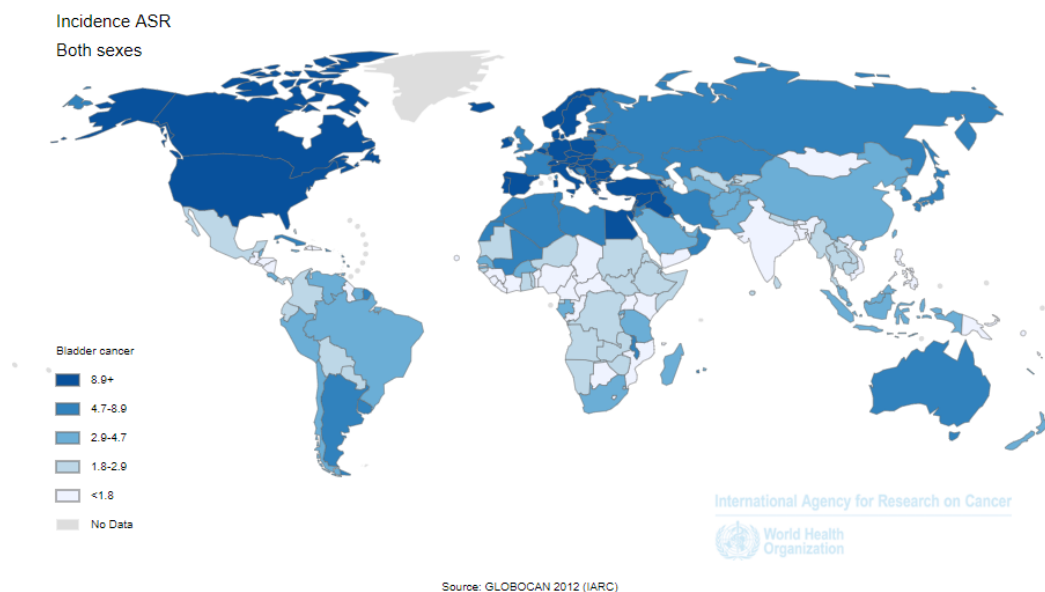 Incidence ASR
Both sexes
Bladder cancer
8.9+
4.7-8.9
2.9-4.7
1.8-2.9
<1.8
No Data
International Agency for Research on Cancer
World Health
Organization
Source: GLOBOCAN 2012 (IARC)